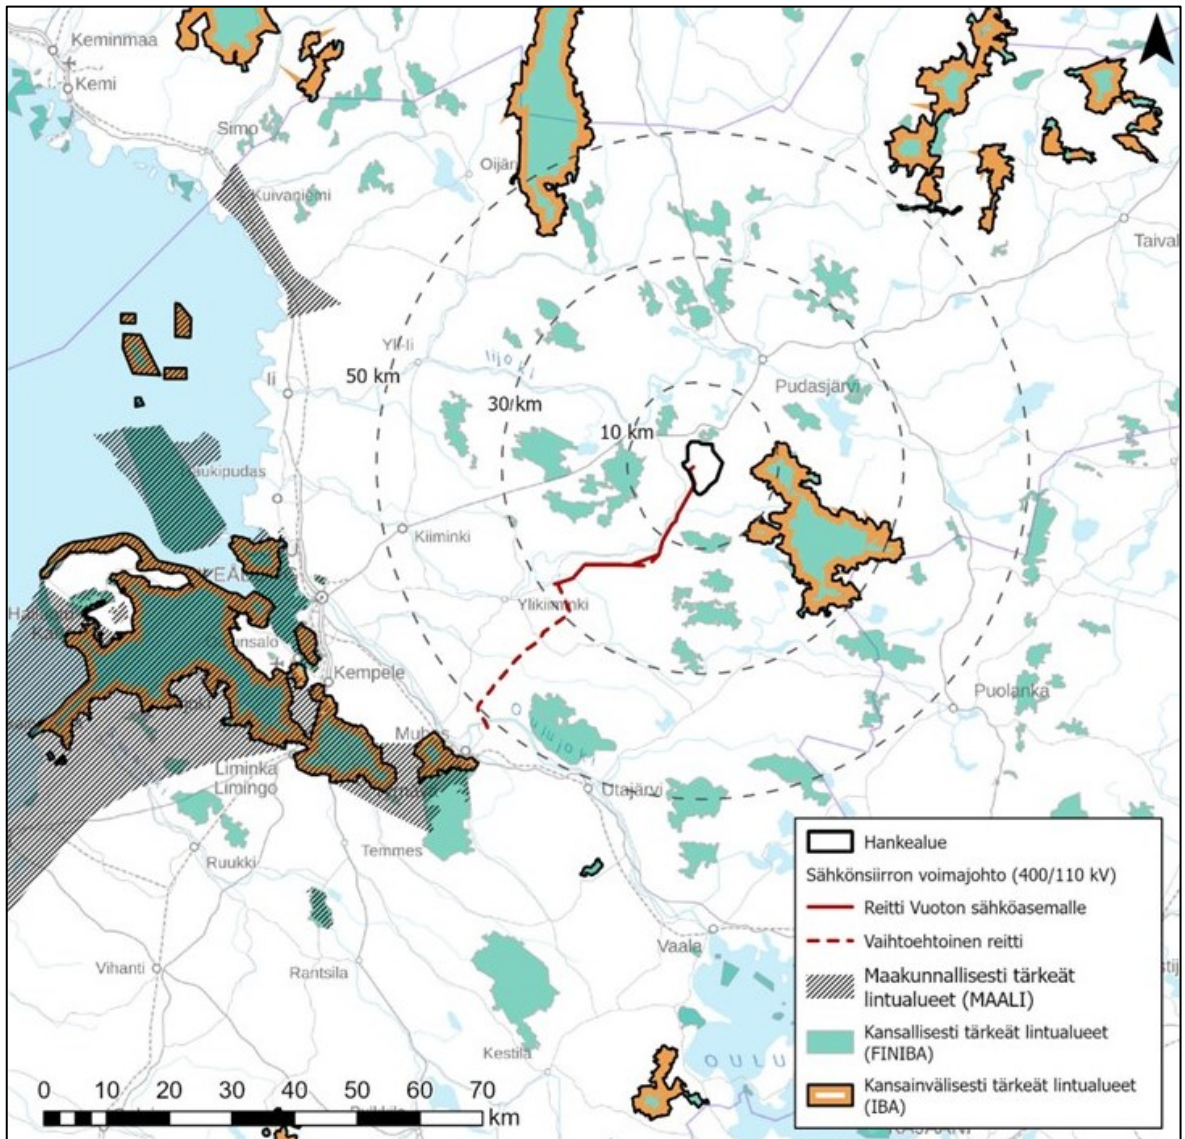 Keminmaa
Kemi
Simo
Kuivaniemi
Taival
Yli-Ii
Iijoki
Ii
50 km
30 km
10 km
Pudasjärvi
Kiiminki
Ylikiiminki
Kempele
Puolanka
Oulujoki
Liminka
Limingo
Utajärvi
Temmes
Ruukki
Vaala
Vihanti
Rantsila
Kestilä
OULU
0 10 20 30 40 50 60 70
km
Hankealue
Sähkönsiirron voimajohto (400/110 kV)
Reitti Vuoton sähköasemalle
Vaihtoehtoinen reitti
Maakunnallisesti tärkeät
lintualueet (MAALI)
Kansallisesti tärkeät lintualueet
(FINIBA)
Kansainvälisesti tärkeät lintualueet
(IBA)